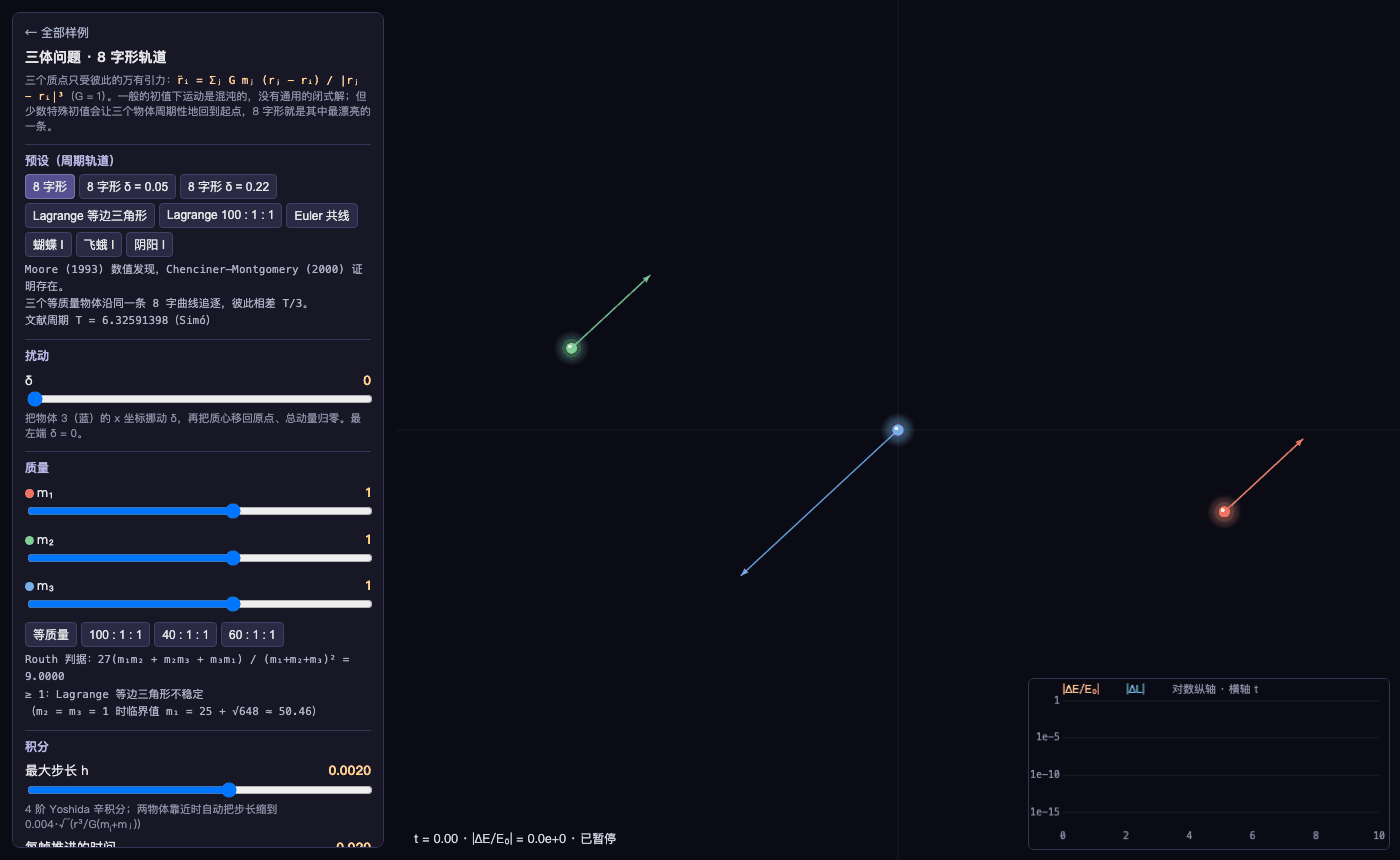 ← 全部样例
三体问题 · 8 字形轨道
三个质点只受彼此的万有引力：r̈ᵢ = Σⱼ G mⱼ (rⱼ − rᵢ) / |rⱼ
− rᵢ|³（G = 1）。一般的初值下运动是混沌的，没有通用的闭式解；但
少数特殊初值会让三个物体周期性地回到起点，8 字形就是其中最漂亮的
一条。
预设（周期轨道）
8 字形
8 字形 δ = 0.05
8 字形 δ = 0.22
Lagrange 等边三角形
Lagrange 100 : 1 : 1
Euler 共线
蝴蝶 I
飞蛾 I
阴阳 I
Moore (1993) 数值发现，Chenciner–Montgomery (2000) 证
明存在。
三个等质量物体沿同一条 8 字曲线追逐，彼此相差 T/3。
文献周期 T = 6.32591398（Simó）
扰动
δ 0
把物体 3（蓝）的 x 坐标挪动 δ，再把质心移回原点、总动量归零。最
左端 δ = 0。
质量
m₁ 1
m₂ 1
m₃ 1
等质量
100 : 1 : 1
40 : 1 : 1
60 : 1 : 1
Routh 判据：27(m₁m₂ + m₂m₃ + m₃m₁) / (m₁+m₂+m₃)² =
9.0000
≥ 1：Lagrange 等边三角形不稳定
（m₂ = m₃ = 1 时临界值 m₁ = 25 + √648 ≈ 50.46）
积分
最大步长 h 0.0020
4 阶 Yoshida 辛积分；两物体靠近时自动把步长缩到
0.004·√(r³/G(mᵢ+mⱼ))
每帧推进的时间 0.020
t = 0.00 · |ΔE/E₀| = 0.0e+0 · 已暂停
|ΔE/E₀| |ΔL| 对数纵轴 · 横轴 t
1
1e-5
1e-10
1e-15
0 2 4 6 8 10